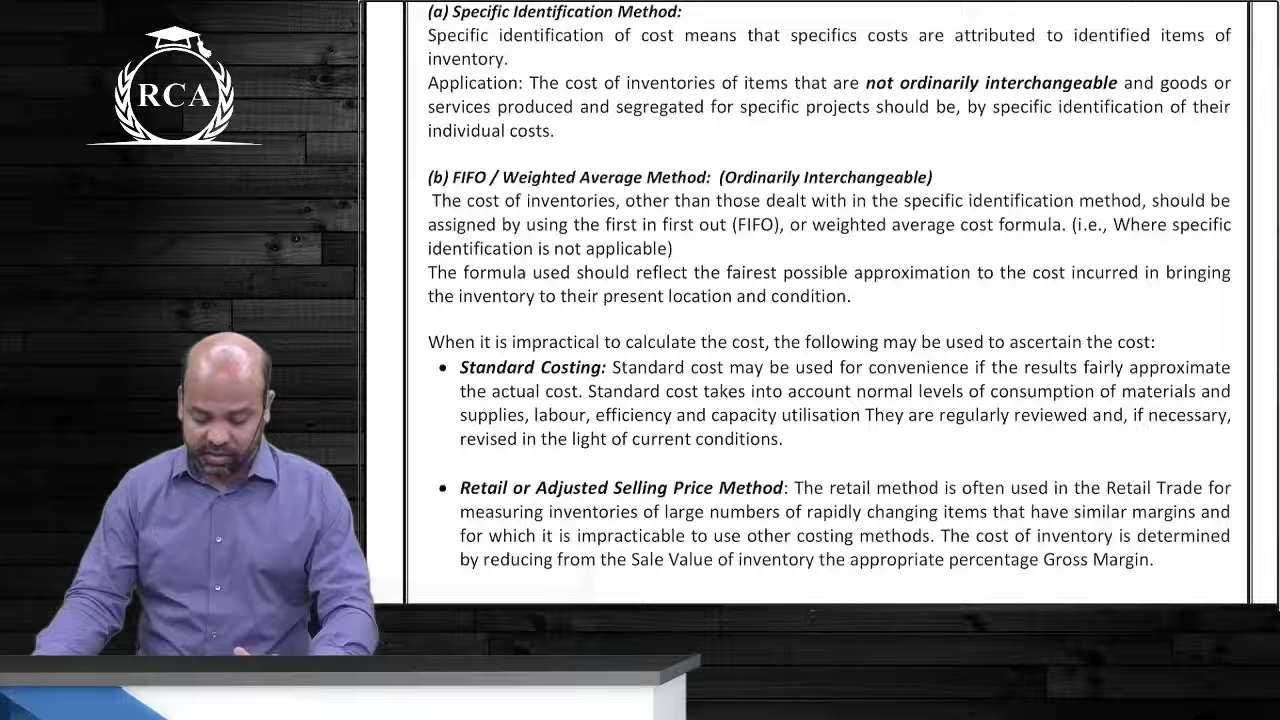 RCA
(a) Specific Identification Method:
Specific identification of cost means that specifics costs are attributed to identified items of
inventory.
Application: The cost of inventories of items that are not ordinarily interchangeable and goods or
services produced and segregated for specific projects should be, by specific identification of their
individual costs.
(b) FIFO / Weighted Average Method: (Ordinarily Interchangeable)
The cost of inventories, other than those dealt with in the specific identification method, should be
assigned by using the first in first out (FIFO), or weighted average cost formula. (i.e., Where specific
identification is not applicable)
The formula used should reflect the fairest possible approximation to the cost incurred in bringing
the inventory to their present location and condition.
When it is impractical to calculate the cost, the following may be used to ascertain the cost:
• Standard Costing: Standard cost may be used for convenience if the results fairly approximate
the actual cost. Standard cost takes into account normal levels of consumption of materials and
supplies, labour, efficiency and capacity utilisation They are regularly reviewed and, if necessary,
revised in the light of current conditions.
• Retail or Adjusted Selling Price Method: The retail method is often used in the Retail Trade for
measuring inventories of large numbers of rapidly changing items that have similar margins and
for which it is impracticable to use other costing methods. The cost of inventory is determined
by reducing from the Sale Value of inventory the appropriate percentage Gross Margin.